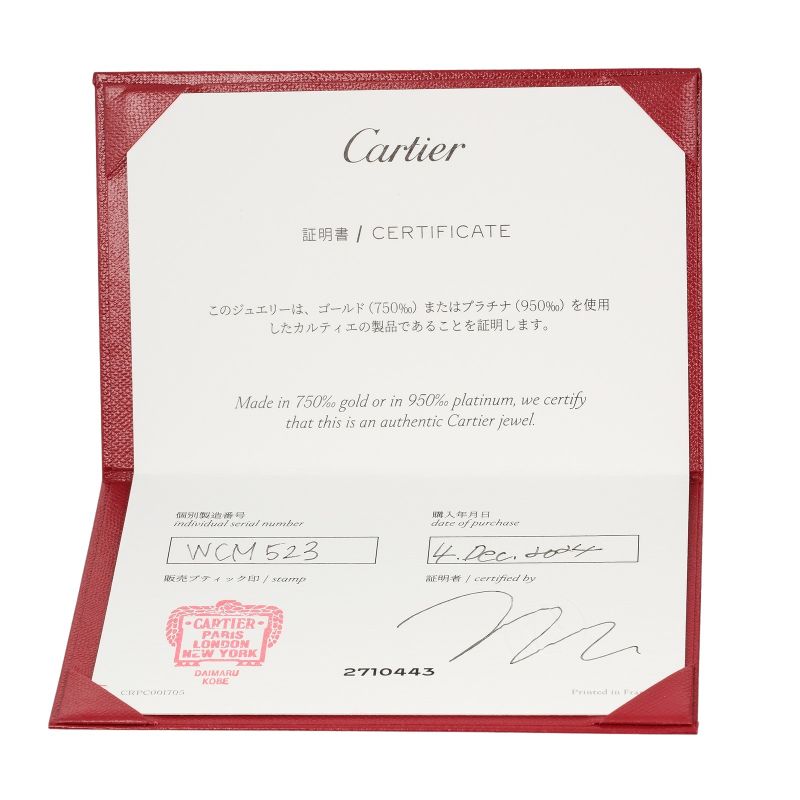 Cartier
証明書 / CERTIFICATE
このジュエリーは、ゴールド（750‰）またはプラチナ（950‰）を使用
したカルティエの製品であることを証明します。
Made in 750‰ gold or in 950‰ platinum, we certify
that this is an authentic Cartier jewel.
個別製造番号
individual serial number
WCM 523
購入年月日
date of purchase
4. Dec. 2004
販売ブティック印 / stamp
証明者 / certified by
CARTIER
PARIS
LONDON
NEW YORK
DAIMARU
KOBE
2710443
CRPC001705
Printed in Fran